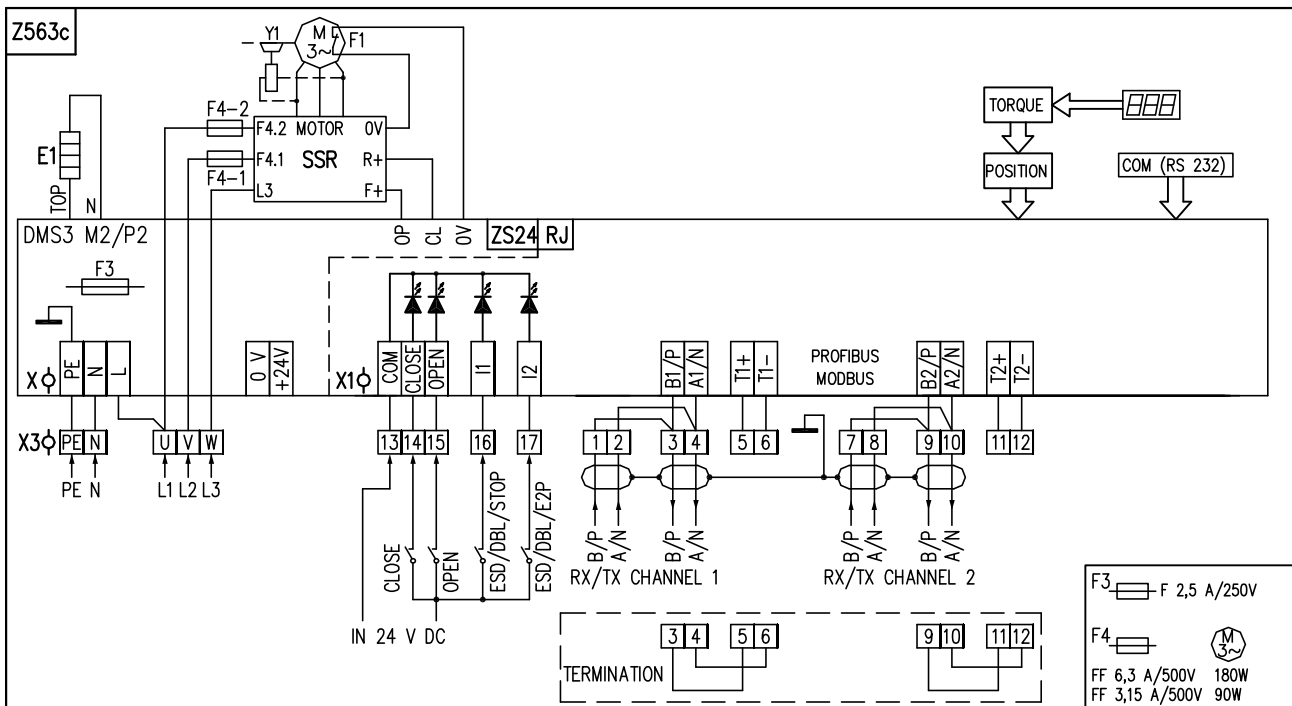 Z563c
Y1
M
3~
F1
F4-2
F4.2 MOTOR 0V
TORQUE
E1
F4.1 SSR R+
F4-1
L3 F+
POSITION
COM (RS 232)
TOP
N
OP
CL
0V
DMS3 M2/P2
ZS24 RJ
F3
X
PE
N
L
0 V
+24V
X1
COM
CLOSE
OPEN
I1
I2
B1/P
A1/N
T1+
T1-
PROFIBUS
MODBUS
B2/P
A2/N
T2+
T2-
X3 PE N U V W 13 14 15 16 17 1 2 3 4 5 6 7 8 9 10 11 12
PE N L1 L2 L3
CLOSE
OPEN
ESD/DBL/STOP
ESD/DBL/E2P
B/P
A/N
B/P
A/N
B/P
A/N
B/P
A/N
RX/TX CHANNEL 1
RX/TX CHANNEL 2
IN 24 V DC
TERMINATION
3 4 5 6 9 10 11 12
F3 F 2,5 A/250V
F4
M
3~
FF 6,3 A/500V 180W
FF 3,15 A/500V 90W